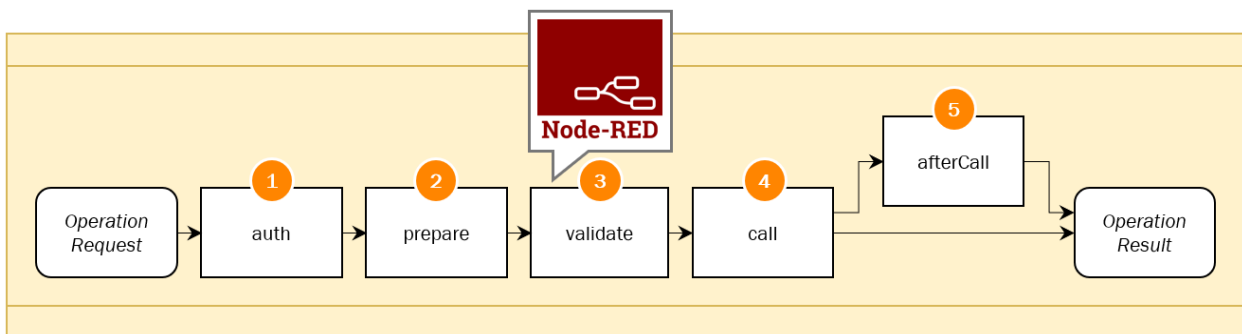 Node-RED
1
2
3
4
5
Operation
Request
auth
prepare
validate
call
afterCall
Operation
Result